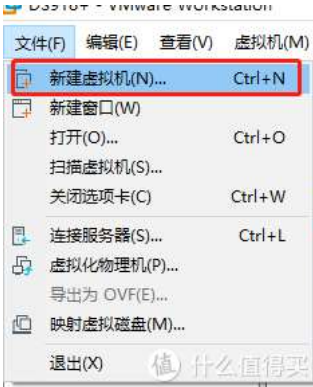 DS918+ - VMware Workstation
文件(F) 编辑(E) 查看(V) 虚拟机(M)
新建虚拟机(N)... Ctrl+N
新建窗口(W)
打开(O)... Ctrl+O
扫描虚拟机(S)...
关闭选项卡(C) Ctrl+W
连接服务器(S)... Ctrl+L
虚拟化物理机(P)...
导出为 OVF(E)...
映射虚拟磁盘(M)...
退出(X)
值 什么值得买